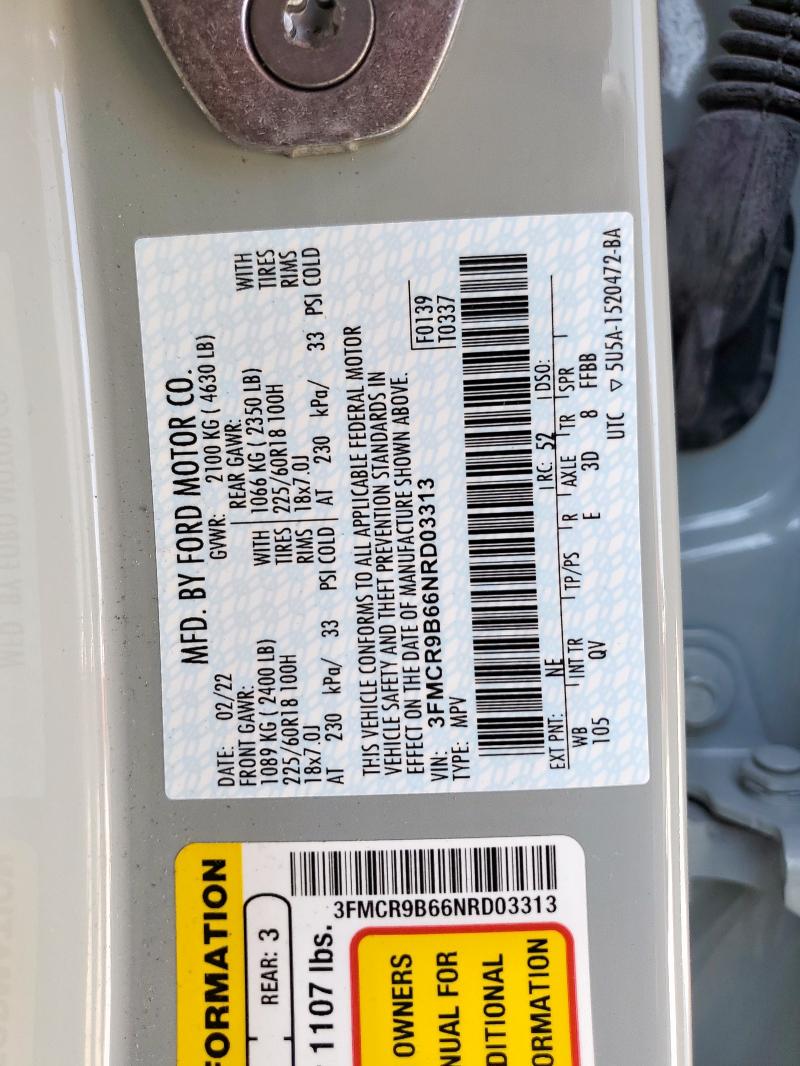 MFD. BY FORD MOTOR CO.
DATE: 02/22 GVWR: 2100 KG ( 4630 LB)
FRONT GAWR: REAR GAWR:
1089 KG ( 2400 LB) WITH 1066 KG ( 2350 LB) WITH
225/60R18 100H TIRES 225/60R18 100H TIRES
18x7.0J RIMS 18x7.0J RIMS
AT 230 kPa/ 33 PSI COLD AT 230 kPa/ 33 PSI COLD
THIS VEHICLE CONFORMS TO ALL APPLICABLE FEDERAL MOTOR
VEHICLE SAFETY AND THEFT PREVENTION STANDARDS IN
EFFECT ON THE DATE OF MANUFACTURE SHOWN ABOVE.
VIN: 3FMCR9B66NRD03313 F0139
TYPE: MPV T0337
EXT PNT: NE RC: 52 DSO:
WB INT TR TP/PS R AXLE TR SPR
105 QV E 3D 8 FFBB
UTC ▽ 5U5A-1520472-BA
FORMATION
REAR: 3
3FMCR9B66NRD03313
1107 lbs.
OWNERS
NUAL FOR
DITIONAL
ORMATION